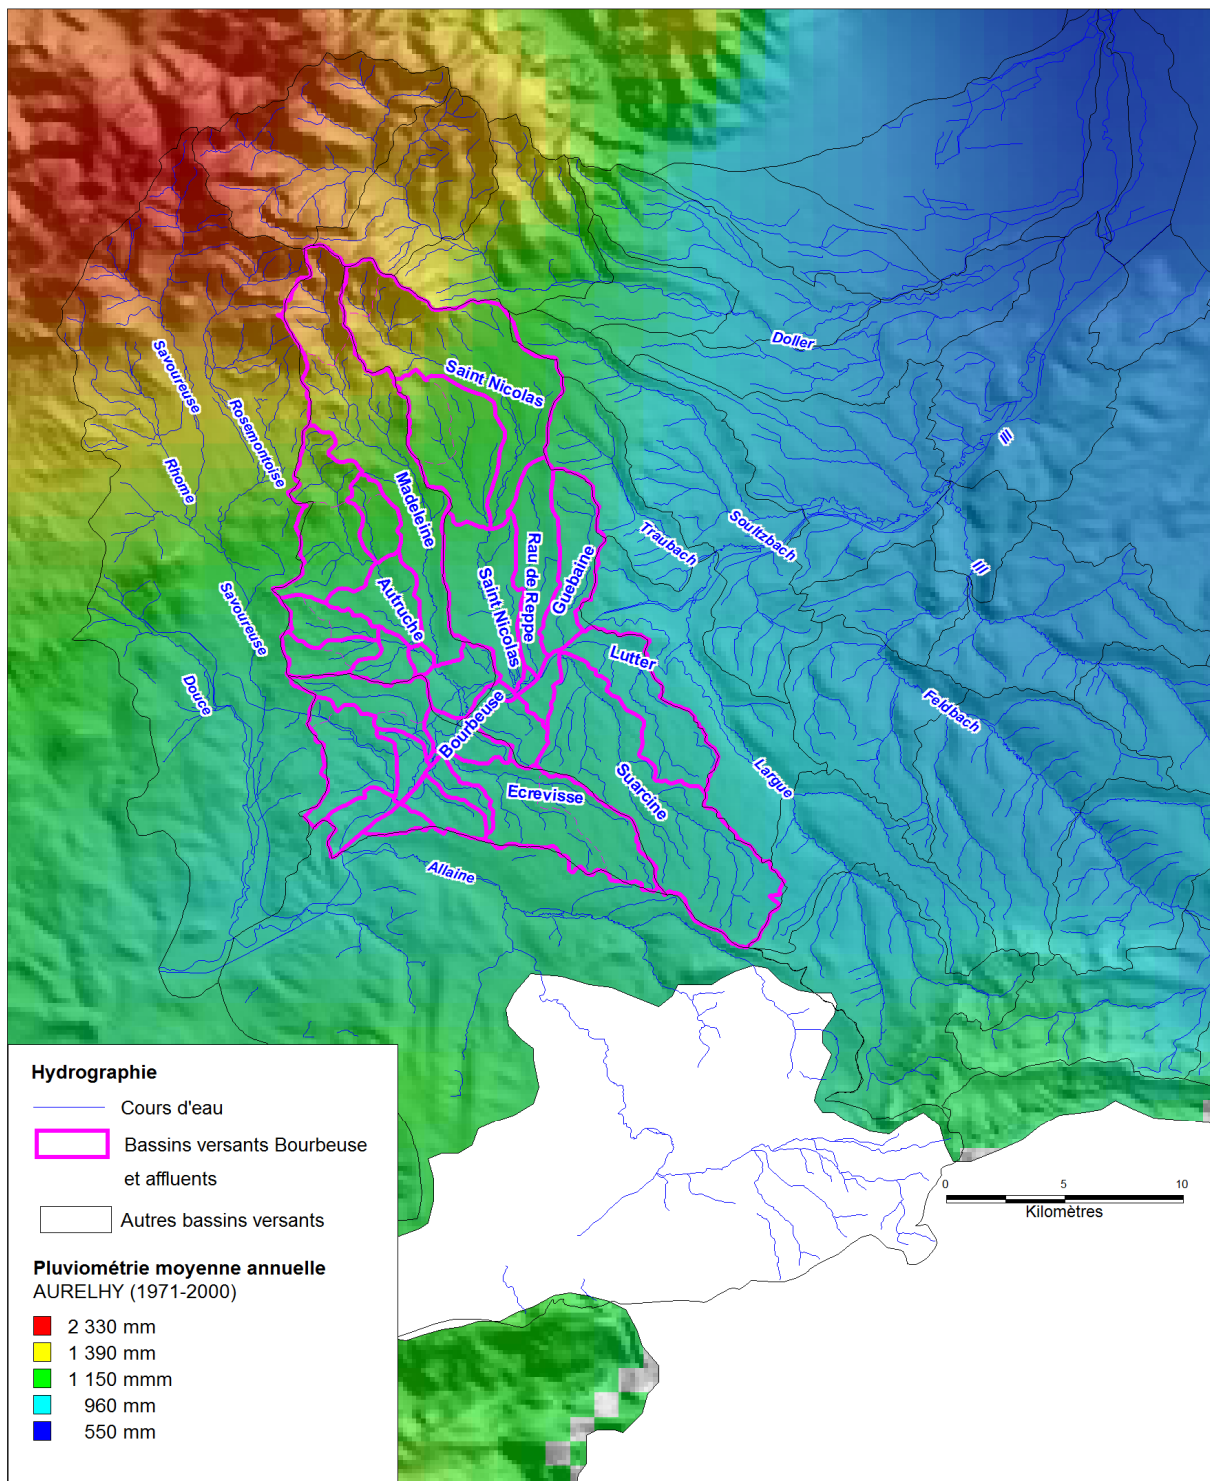 Doller
Savoureuse
Saint Nicolas
Rosemontoise
Ill
Rhome
Madeleine
Soultzbach
Traubach
Rau de Reppe
Guebaine
Ill
Saint Nicolas
Autruche
Savoureuse
Lutter
Feldbach
Douce
Bourbeuse
Largue
Suarcine
Ecrevisse
Allaine
Hydrographie
Cours d'eau
Bassins versants Bourbeuse
et affluents
Autres bassins versants
0 5 10
Kilomètres
Pluviométrie moyenne annuelle
AURELHY (1971-2000)
2 330 mm
1 390 mm
1 150 mmm
960 mm
550 mm